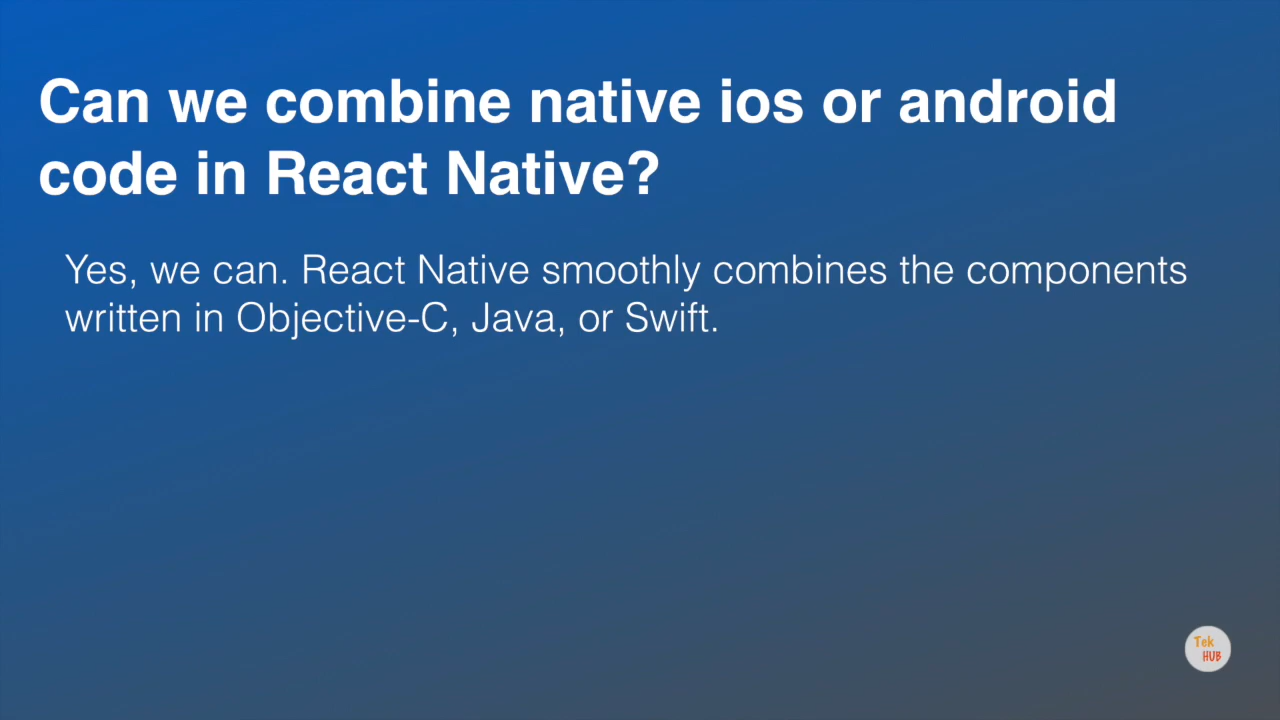 Can we combine native ios or android
code in React Native?
Yes, we can. React Native smoothly combines the components
written in Objective-C, Java, or Swift.
Tek
HUB